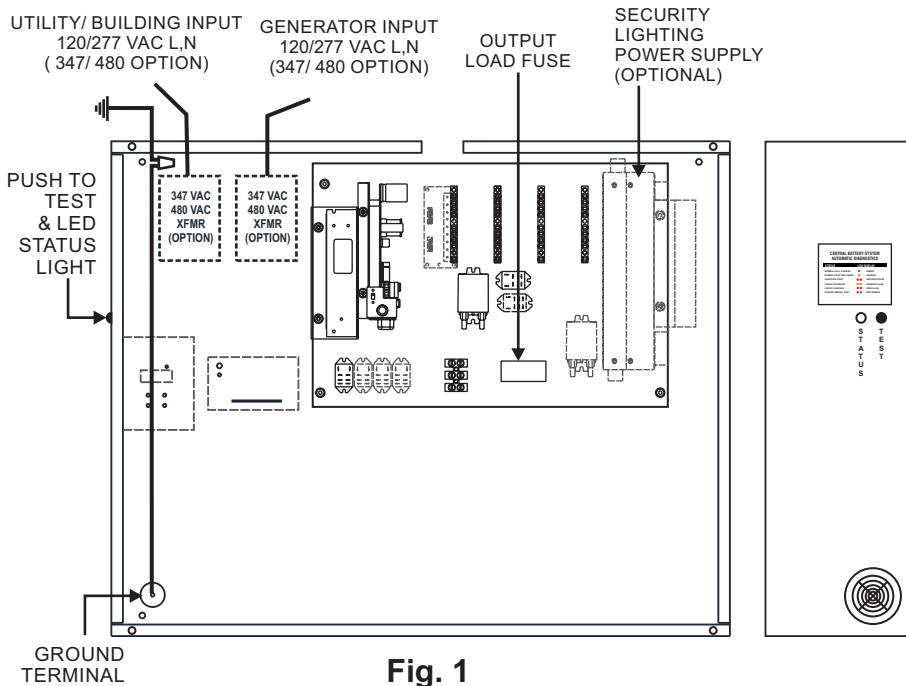 UTILITY/ BUILDING INPUT
120/277 VAC L,N
( 347/ 480 OPTION)
GENERATOR INPUT
120/277 VAC L,N
(347/ 480 OPTION)
OUTPUT
LOAD FUSE
SECURITY
LIGHTING
POWER SUPPLY
(OPTIONAL)
PUSH TO
TEST
& LED
STATUS
LIGHT
347 VAC
480 VAC
XFMR
(OPTION)
347 VAC
480 VAC
XFMR
(OPTION)
CENTRAL BATTERY SYSTEM
AUTOMATIC DIAGNOSTICS
STATUS
TEST
GROUND
TERMINAL
Fig. 1